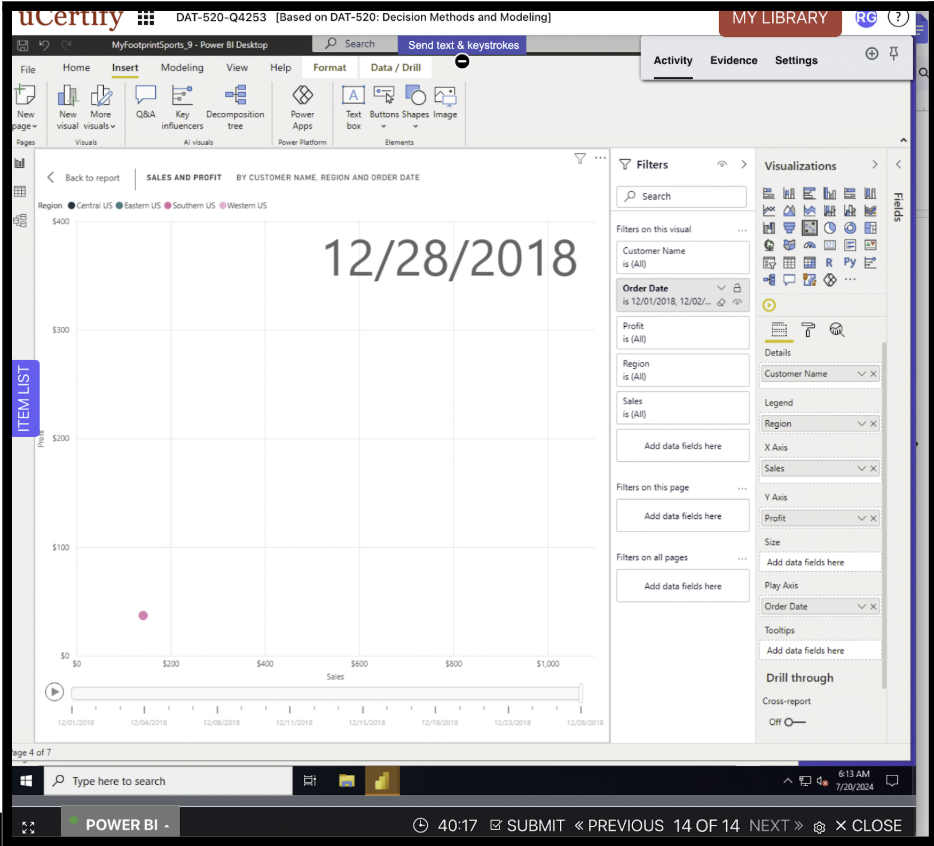 uCertify DAT-520-Q4253 [Based on DAT-520: Decision Methods and Modeling] MY LIBRARY RG ?
MyFootprintSports_9 - Power BI Desktop Search Send text & keystrokes
Activity Evidence Settings
File Home Insert Modeling View Help Format Data / Drill
New page New visual More visuals Q&A Key influencers Decomposition tree Power Apps Text box Buttons Shapes Image
Pages Visuals AI visuals Power Platform Elements
Back to report SALES AND PROFIT BY CUSTOMER NAME, REGION AND ORDER DATE
Region Central US Eastern US Southern US Western US
12/28/2018
$400
$300
$200
$100
$0
Profit
$0 $200 $400 $600 $800 $1,000
Sales
12/01/2018 12/04/2018 12/08/2018 12/11/2018 12/15/2018 12/19/2018 12/23/2018 12/28/2018
Filters
Search
Filters on this visual ...
Customer Name
is (All)
Order Date
is 12/01/2018, 12/02/...
Profit
is (All)
Region
is (All)
Sales
is (All)
Add data fields here
Filters on this page ...
Add data fields here
Filters on all pages ...
Add data fields here
Visualizations
R Py
...
Details
Customer Name
Legend
Region
X Axis
Sales
Y Axis
Profit
Size
Add data fields here
Play Axis
Order Date
Tooltips
Add data fields here
Drill through
Cross-report
Off
Fields
ITEM LIST
age 4 of 7
Type here to search
6:13 AM
7/20/2024
POWER BI 40:17 SUBMIT « PREVIOUS 14 OF 14 NEXT » CLOSE